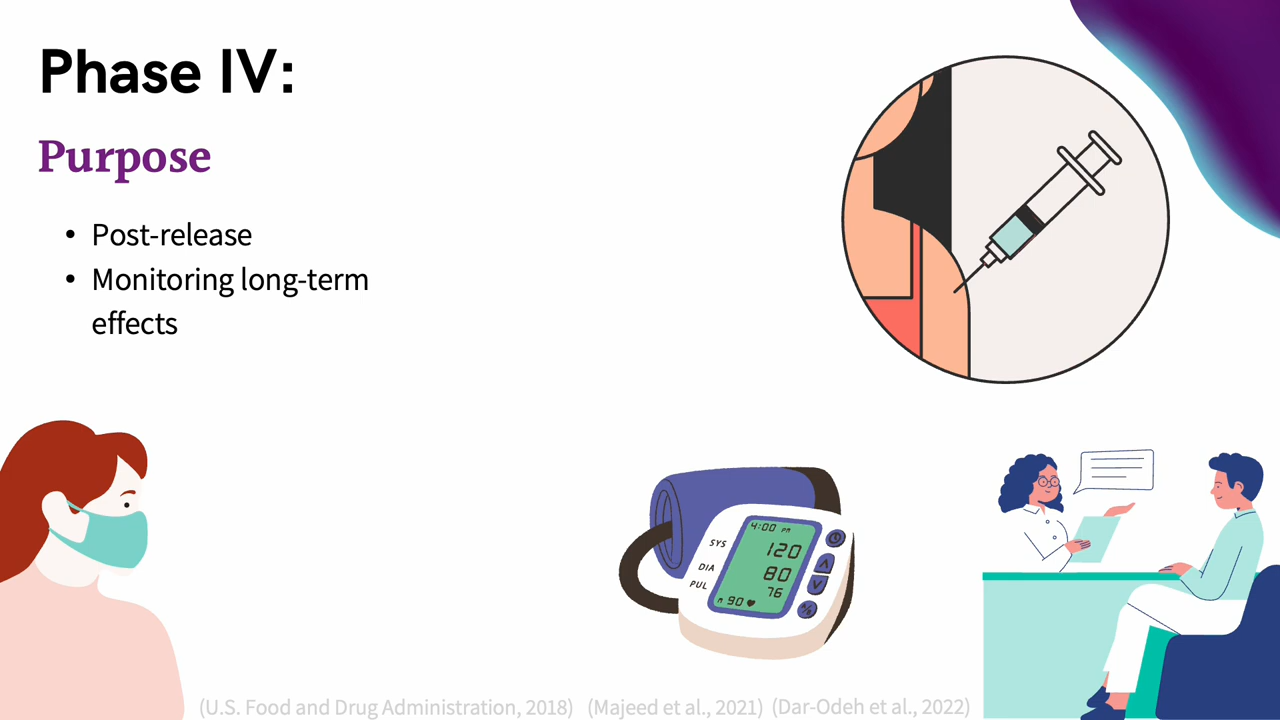 Phase IV:
Purpose
• Post-release
• Monitoring long-term
effects
4:00 PM
SYS 120
DIA 80
PUL 76
90
(U.S. Food and Drug Administration, 2018) (Majeed et al., 2021) (Dar-Odeh et al., 2022)